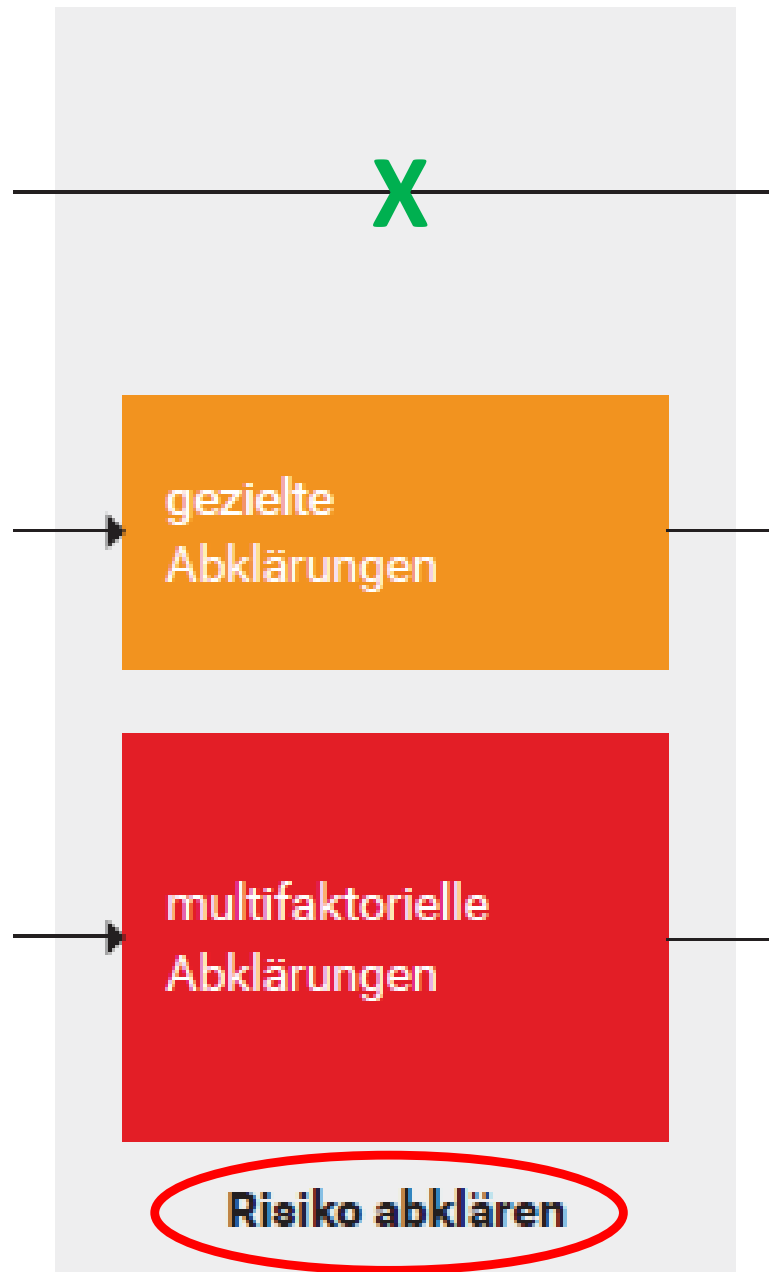 X
gezielte
Abklärungen
multifaktorielle
Abklärungen
Risiko abklären